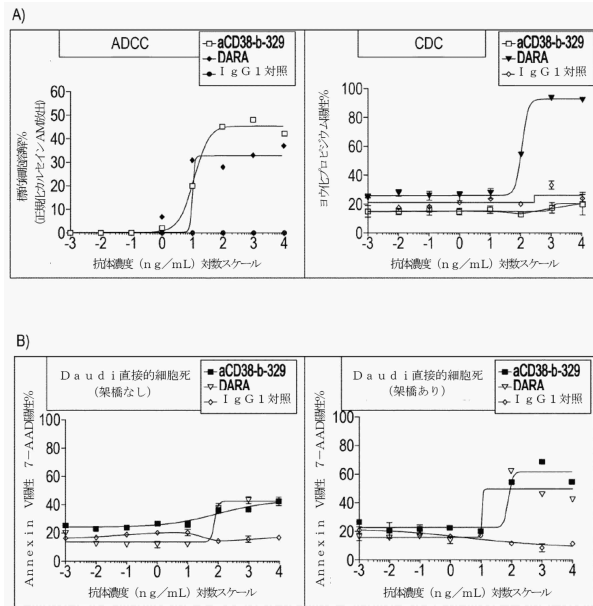 A)
ADCC
aCD38-b-329
DARA
IgG1対照
標的細胞溶解%
(正規化カルセインAM放出)
60
50
40
30
20
10
0
-3 -2 -1 0 1 2 3 4
抗体濃度(ng/mL)対数スケール
CDC
aCD38-b-329
DARA
IgG1対照
ヨウ化プロピジウム陽性%
100
80
60
40
20
0
-3 -2 -1 0 1 2 3 4
抗体濃度(ng/mL)対数スケール
B)
Daudi直接的細胞死
(架橋なし)
aCD38-b-329
DARA
IgG1対照
Annexin V陽性 7-AAD陽性%
100
80
60
40
20
0
-3 -2 -1 0 1 2 3 4
抗体濃度(ng/mL)対数スケール
Daudi直接的細胞死
(架橋あり)
aCD38-b-329
DARA
IgG1対照
Annexin V陽性 7-AAD陽性%
100
80
60
40
20
0
-3 -2 -1 0 1 2 3 4
抗体濃度(ng/mL)対数スケール